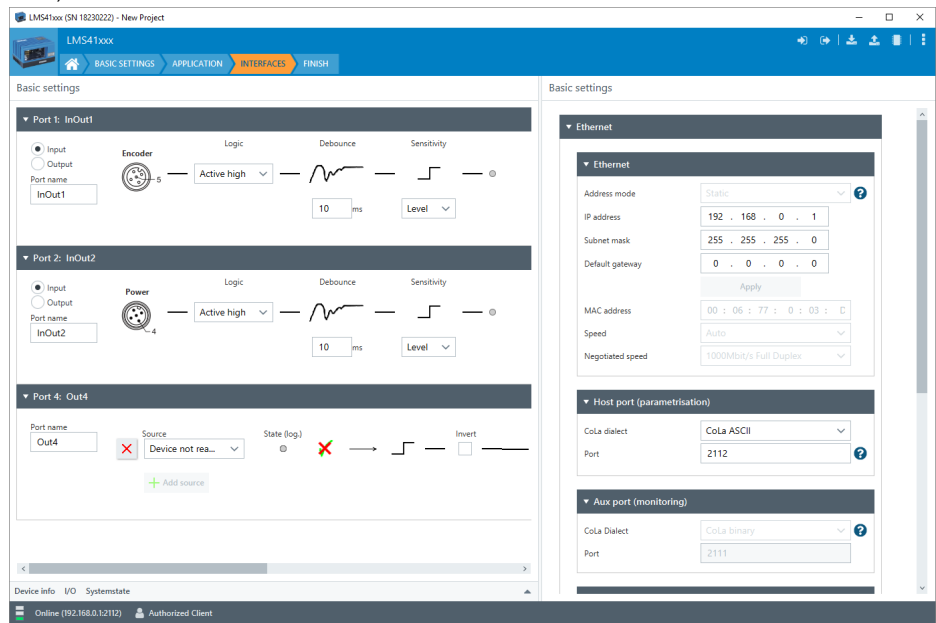 LMS41xxx (SN 18230222) - New Project
LMS41xxx
BASIC SETTINGS APPLICATION INTERFACES FINISH
Basic settings
Port 1: InOut1
Input
Output
Port name
InOut1
Encoder
5
Logic
Active high
Debounce
10 ms
Sensitivity
Level
Port 2: InOut2
Input
Output
Port name
InOut2
Power
4
Logic
Active high
Debounce
10 ms
Sensitivity
Level
Port 4: Out4
Port name
Out4
Source
Device not rea...
State (log.)
Invert
Add source
Basic settings
Ethernet
Ethernet
Address mode Static ?
IP address 192 . 168 . 0 . 1
Subnet mask 255 . 255 . 255 . 0
Default gateway 0 . 0 . 0 . 0
Apply
MAC address 00 : 06 : 77 : 0 : 03 :
Speed Auto
Negotiated speed 1000Mbit/s Full Duplex
Host port (parametrisation)
CoLa dialect CoLa ASCII
Port 2112 ?
Aux port (monitoring)
CoLa Dialect CoLa binary ?
Port 2111
Device info I/O Systemstate
Online (192.168.0.1:2112) Authorized Client